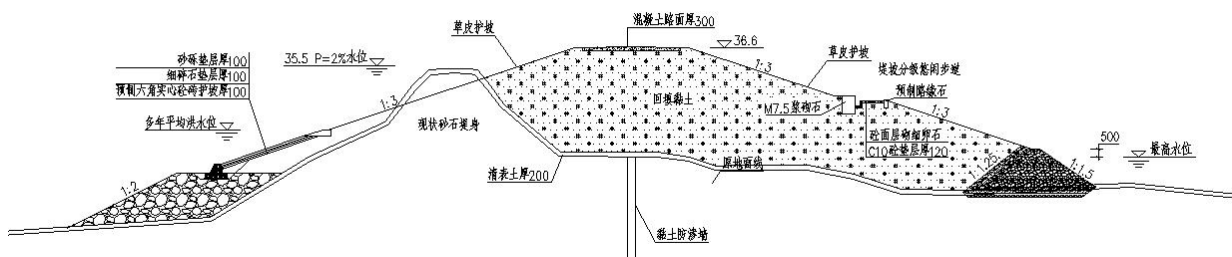 混凝土路面厚300
草皮护坡
36.6
草皮护坡
砂砾垫层厚100
35.5 P=2%水位
1:3
堤坡分级悠闲步道
细碎石垫层厚100
预制六角实心砼砖护坡厚100
1:3
回填黏土
预制路缘石
M7.5浆砌石
1:3
多年平均洪水位
现状砂石堤身
砼面层砌细卵石
500
C10砼垫层厚120
最高水位
清表土厚200
原地面线
1:1.25
1:1.5
1:2
黏土防渗墙